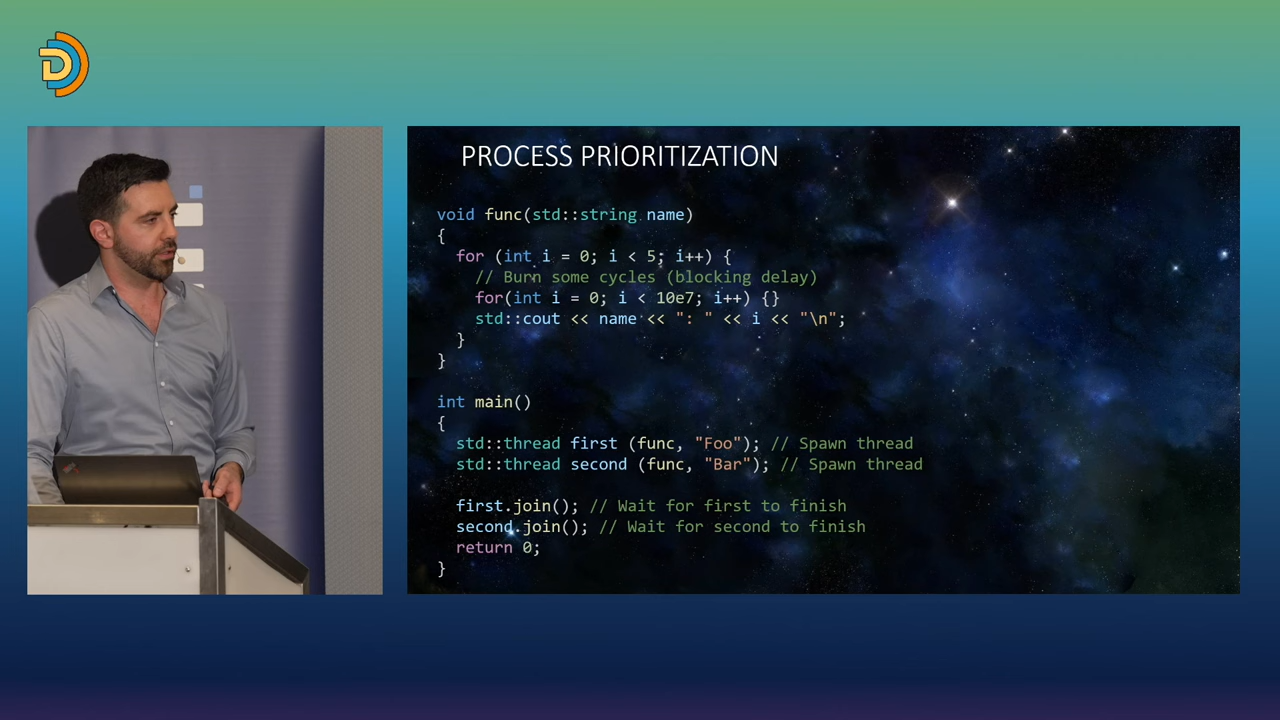 D
PROCESS PRIORITIZATION
void func(std::string name)
{
  for (int i = 0; i < 5; i++) {
    // Burn some cycles (blocking delay)
    for(int i = 0; i < 10e7; i++) {}
    std::cout << name << ": " << i << "\n";
  }
}
int main()
{
  std::thread first (func, "Foo"); // Spawn thread
  std::thread second (func, "Bar"); // Spawn thread
  first.join(); // Wait for first to finish
  second.join(); // Wait for second to finish
  return 0;
}